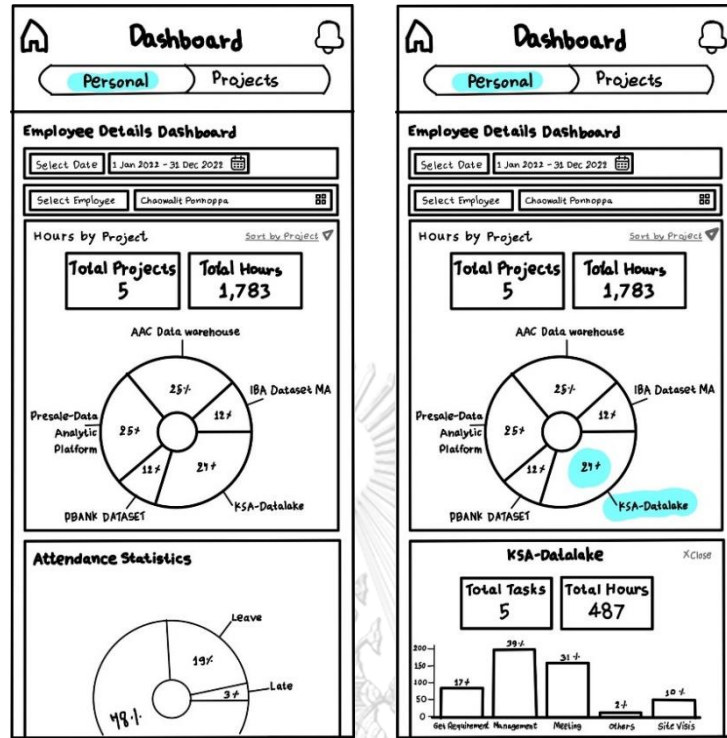 Dashboard
Personal
Projects
Employee Details Dashboard
Select Date
1 Jan 2022 - 31 Dec 2022
Select Employee
Chaowalit Ponhoppa
Hours by Project
Sort by Project
Total Projects
5
Total Hours
1,783
AAC Data warehouse
25%
IBA Dataset MA
12%
Presale-Data
Analytic
Platform
25%
12%
24%
PBANK DATASET
KSA-Datalake
Attendance Statistics
Leave
19%
Late
3%
78%
Dashboard
Personal
Projects
Employee Details Dashboard
Select Date
1 Jan 2022 - 31 Dec 2022
Select Employee
Chaowalit Ponhoppa
Hours by Project
Sort by Project
Total Projects
5
Total Hours
1,783
AAC Data warehouse
25%
IBA Dataset MA
12%
Presale-Data
Analytic
Platform
25%
12%
24%
PBANK DATASET
KSA-Datalake
KSA-Datalake
X Close
Total Tasks
5
Total Hours
487
200
150
100
50
0
17%
39%
31%
2%
10%
Get Requirement
Management
Meeting
Others
Site Visis